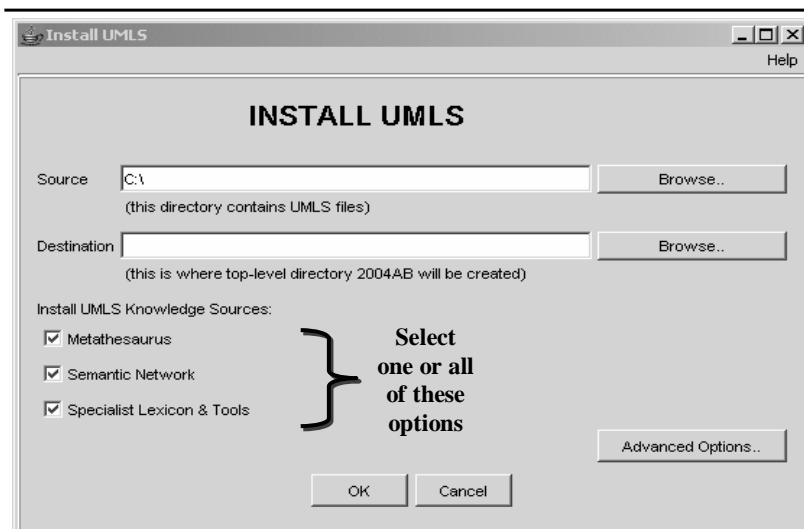 Install UMLS
Help
INSTALL UMLS
Source C:\ Browse..
(this directory contains UMLS files)
Destination Browse..
(this is where top-level directory 2004AB will be created)
Install UMLS Knowledge Sources:
Metathesaurus
Semantic Network
Specialist Lexicon & Tools
Select
one or all
of these
options
Advanced Options..
OK Cancel